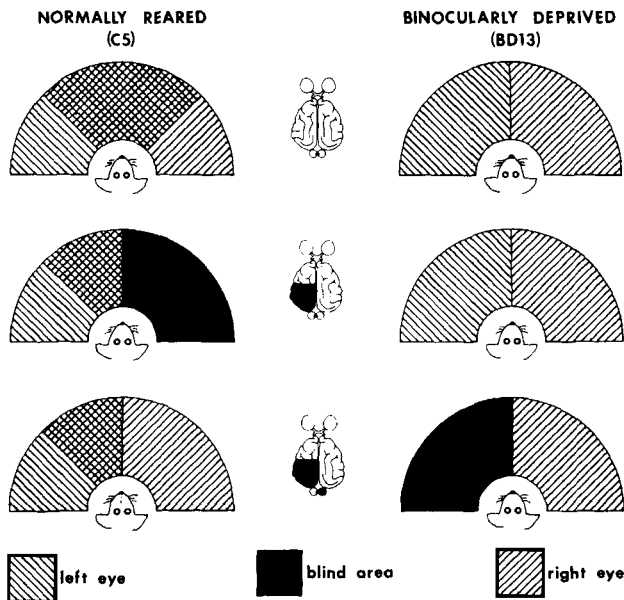 NORMALLY REARED
(C5)
BINOCULARLY DEPRIVED
(BD13)
left eye
blind area
right eye